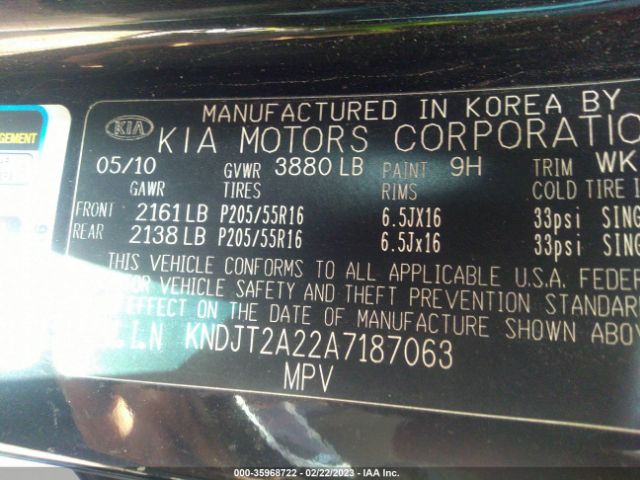 AGEMENT
KIA MANUFACTURED IN KOREA BY
KIA MOTORS CORPORATIO
05/10 GVWR 3880 LB PAINT 9H TRIM WK
GAWR TIRES RIMS COLD TIRE I
FRONT 2161 LB P205/55R16 6.5JX16 33psi SING
REAR 2138 LB P205/55R16 6.5Jx16 33psi SING
THIS VEHICLE CONFORMS TO ALL APPLICABLE U.S.A. FEDER
VEHICLE SAFETY AND THEFT PREVENTION STANDAR
EFFECT ON THE DATE OF MANUFACTURE SHOWN ABOV
V.I.N KNDJT2A22A7187063
MPV
000-35968722 - 02/22/2023 - IAA Inc.